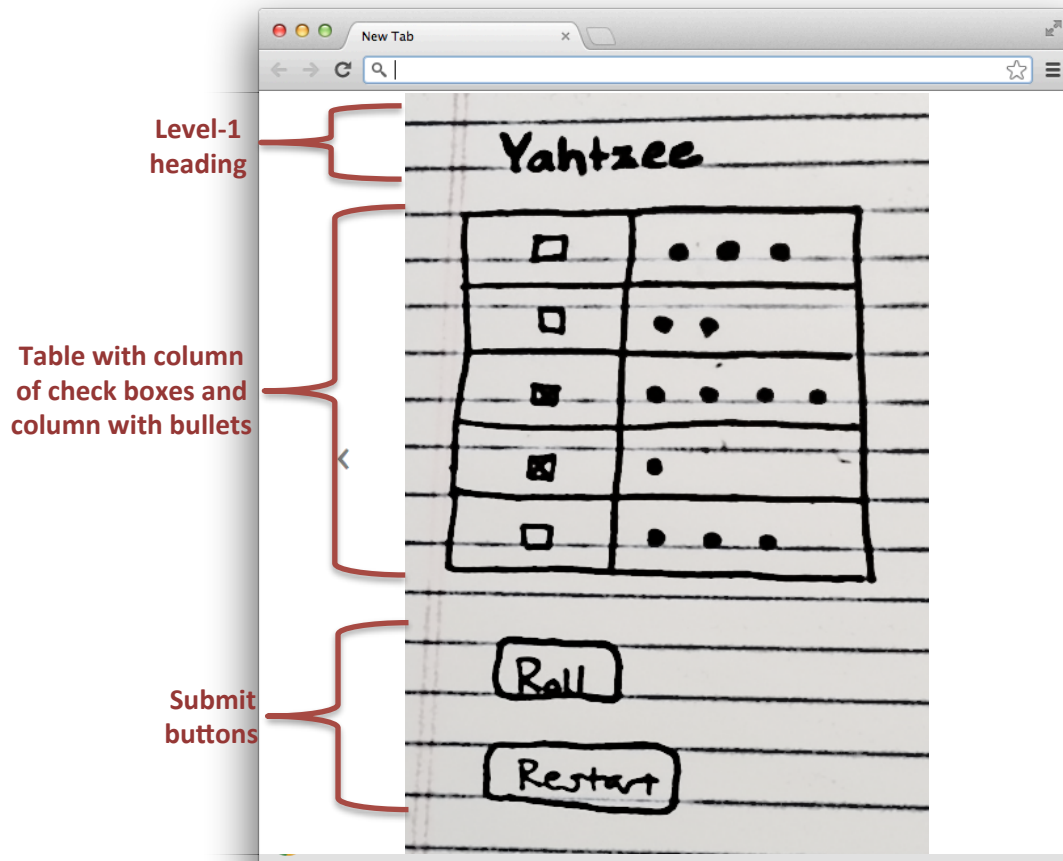 New Tab
Level-1
heading
Yahtzee
Table with column
of check boxes and
column with bullets
Submit
buttons
Roll
Restart